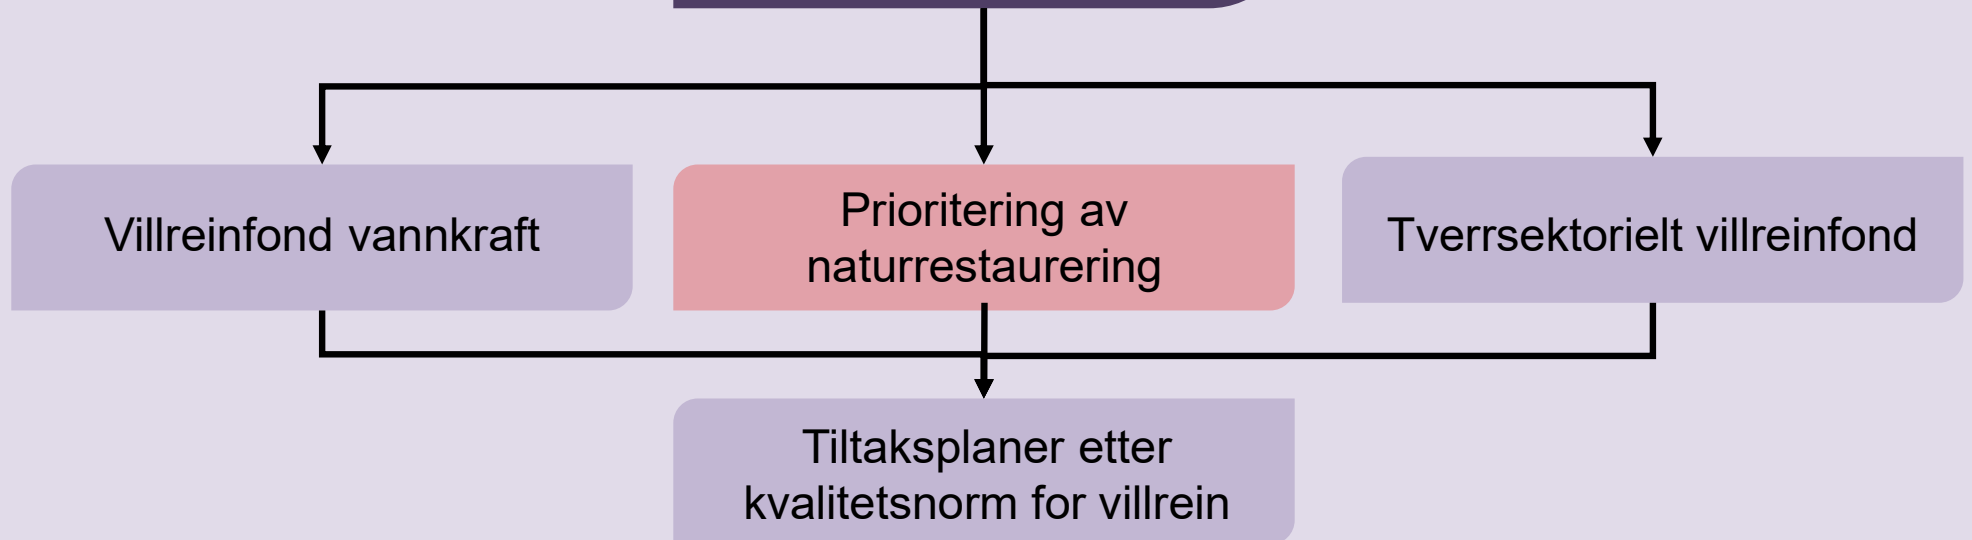 Villreinfond vannkraft
Prioritering av
naturrestaurering
Tverrsektorielt villreinfond
Tiltaksplaner etter
kvalitetsnorm for villrein